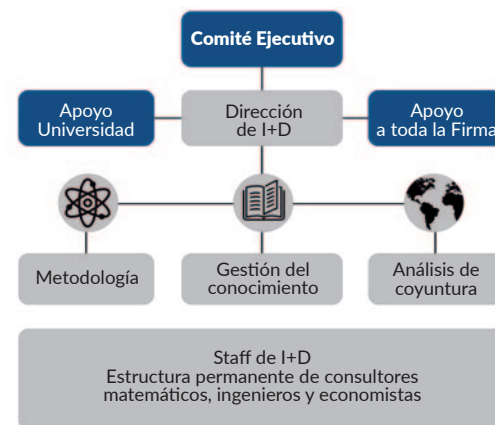 Comité Ejecutivo
Apoyo
Universidad
Dirección
de I+D
Apoyo
a toda la Firma
Metodología
Gestión del
conocimiento
Análisis de
coyuntura
Staff de I+D
Estructura permanente de consultores
matemáticos, ingenieros y economistas